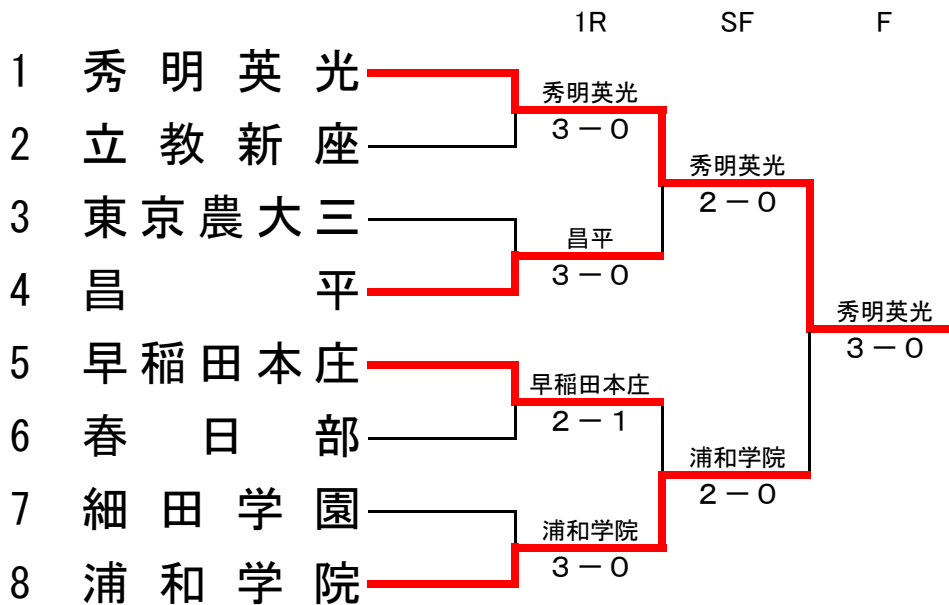 1R SF F
1 秀明英光
2 立教新座
3 東京農大三
4 昌平
5 早稲田本庄
6 春日部
7 細田学園
8 浦和学院
秀明英光
3－0
昌平
3－0
早稲田本庄
2－1
浦和学院
3－0
秀明英光
2－0
浦和学院
2－0
秀明英光
3－0